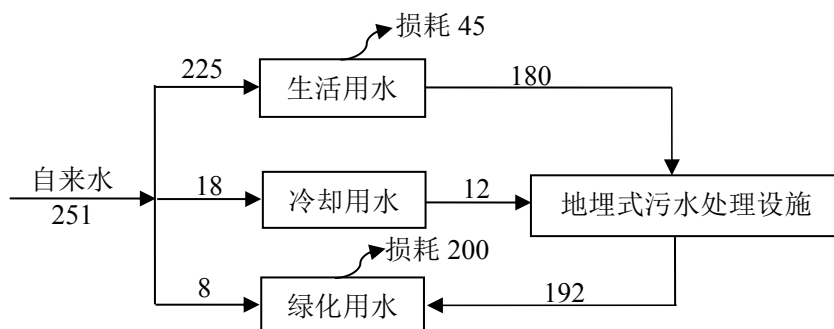 损耗 45
225
生活用水
180
自来水
251
18
冷却用水
12
地埋式污水处理设施
损耗 200
8
绿化用水
192